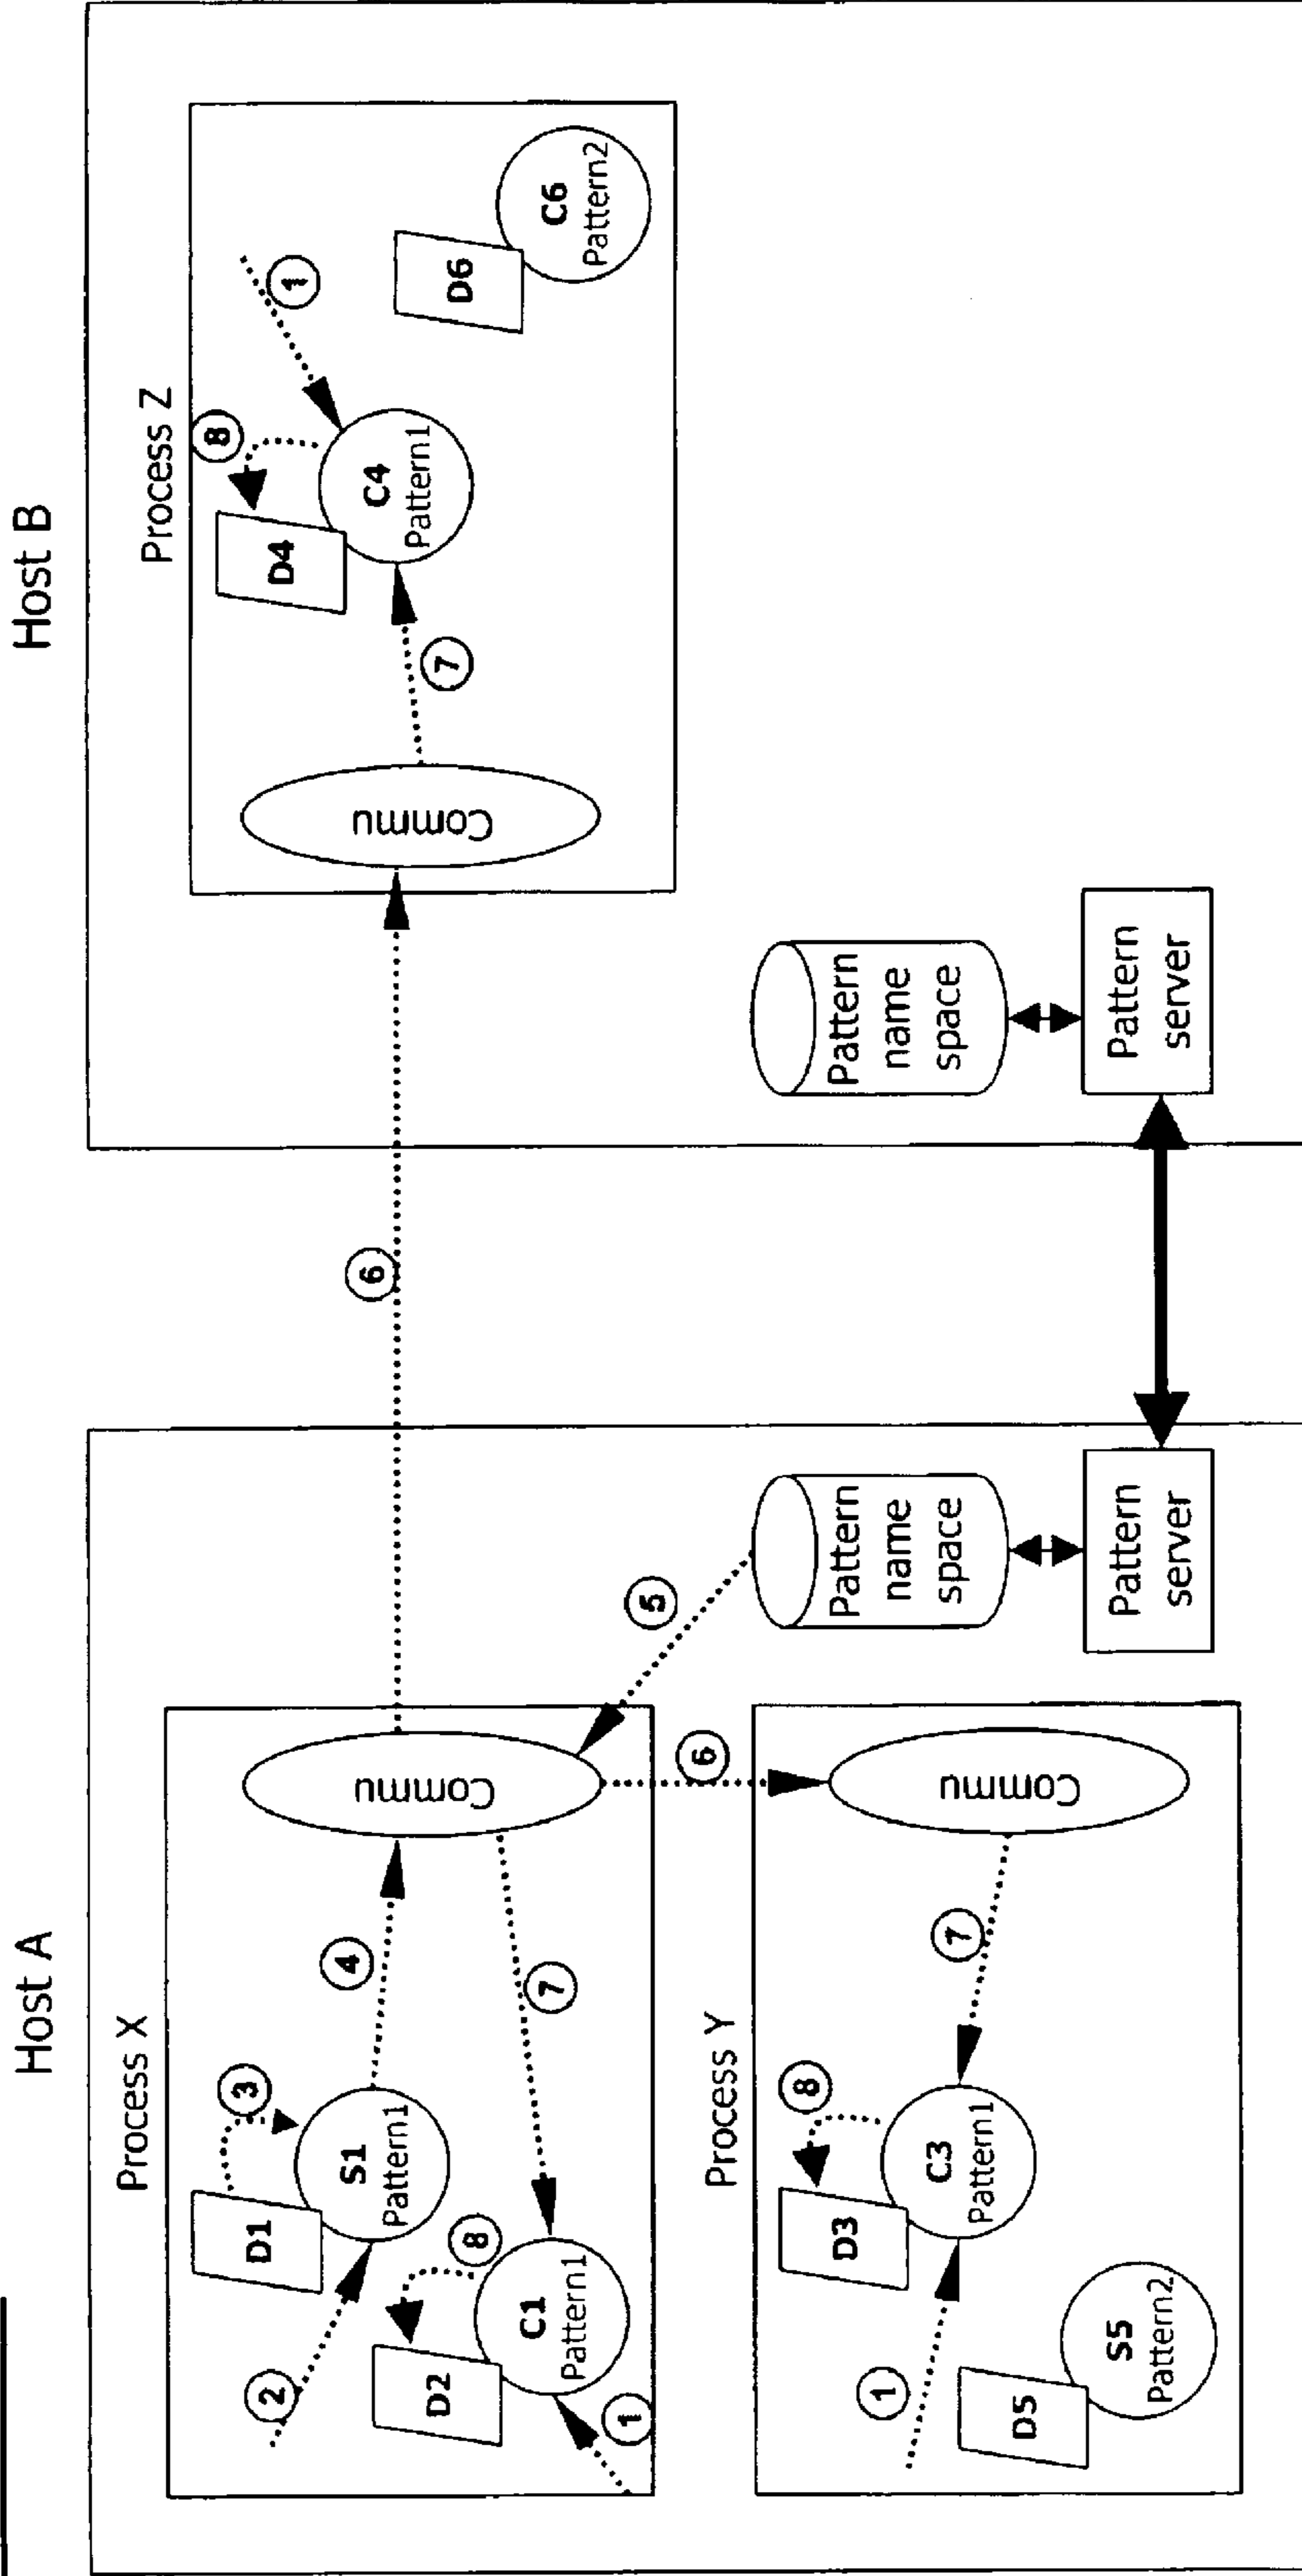 Host A
Process X
2
D1
3
S1
Pattern1
4
Commu
D2
8
C1
Pattern1
1
7
6
5
6
Process Y
1
D3
8
C3
Pattern1
7
Commu
D5
S5
Pattern2
Pattern
name
space
Pattern
server
Host B
Process Z
Commu
7
D4
8
C4
Pattern1
1
D6
C6
Pattern2
Pattern
name
space
Pattern
server